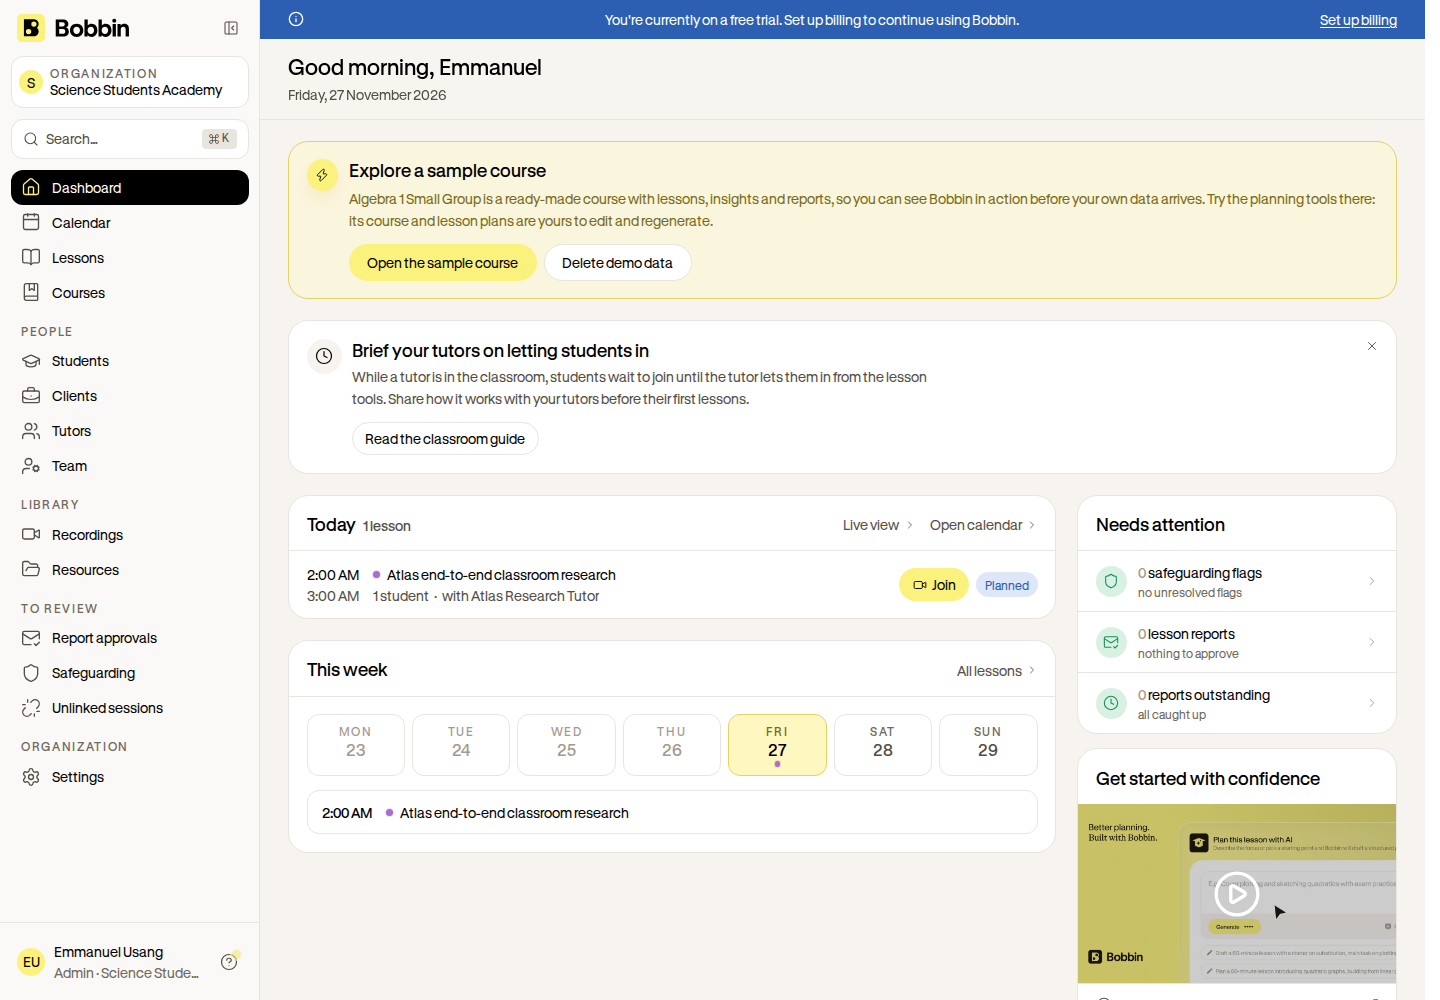 Bobbin
ORGANIZATION
S
Science Students Academy
Search...
⌘ K
Dashboard
Calendar
Lessons
Courses
PEOPLE
Students
Clients
Tutors
Team
LIBRARY
Recordings
Resources
TO REVIEW
Report approvals
Safeguarding
Unlinked sessions
ORGANIZATION
Settings
EU
Emmanuel Usang
Admin · Science Stude...
You're currently on a free trial. Set up billing to continue using Bobbin.
Set up billing
Good morning, Emmanuel
Friday, 27 November 2026
Explore a sample course
Algebra 1 Small Group is a ready-made course with lessons, insights and reports, so you can see Bobbin in action before your own data arrives. Try the planning tools there:
its course and lesson plans are yours to edit and regenerate.
Open the sample course
Delete demo data
Brief your tutors on letting students in
While a tutor is in the classroom, students wait to join until the tutor lets them in from the lesson
tools. Share how it works with your tutors before their first lessons.
Read the classroom guide
Today 1 lesson
Live view
Open calendar
2:00 AM Atlas end-to-end classroom research
3:00 AM 1 student · with Atlas Research Tutor
Join
Planned
This week
All lessons
MON TUE WED THU FRI SAT SUN
23 24 25 26 27 28 29
2:00 AM Atlas end-to-end classroom research
Needs attention
0 safeguarding flags
no unresolved flags
0 lesson reports
nothing to approve
0 reports outstanding
all caught up
Get started with confidence
Better planning.
Built with Bobbin.
Plan this lesson with AI
Generate
Bobbin